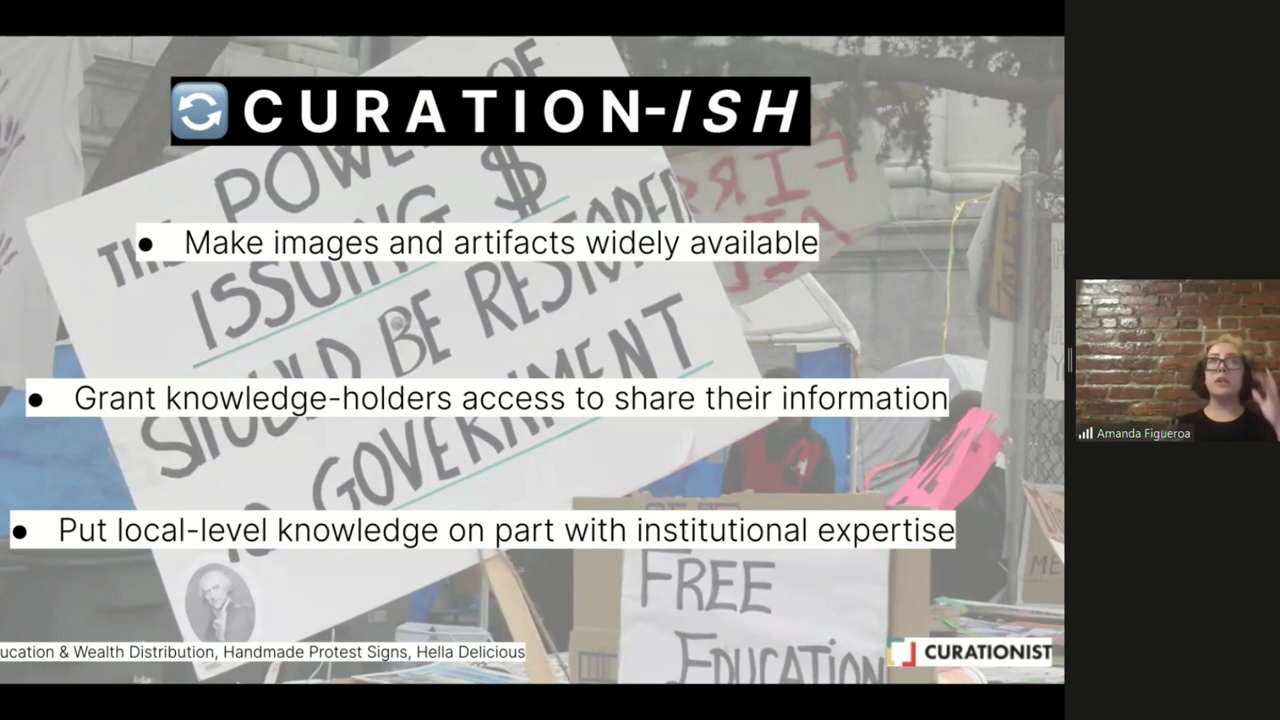 CURATION-ISH
THE POWER OF
ISSUING $
SHOULD BE RESTORED
TO GOVERNMENT
FIR
● Make images and artifacts widely available
● Grant knowledge-holders access to share their information
● Put local-level knowledge on part with institutional expertise
FREE
EDUCATION
ucation & Wealth Distribution, Handmade Protest Signs, Hella Delicious
CURATIONIST
Amanda Figueroa